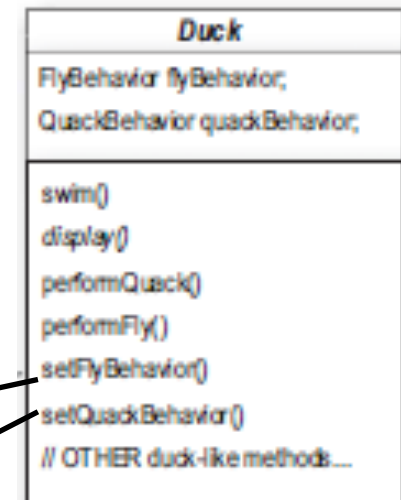 Duck
FlyBehavior flyBehavior;
QuackBehavior quackBehavior;
swim()
display()
performQuack()
performFly()
setFlyBehavior()
setQuackBehavior()
// OTHER duck-like methods....